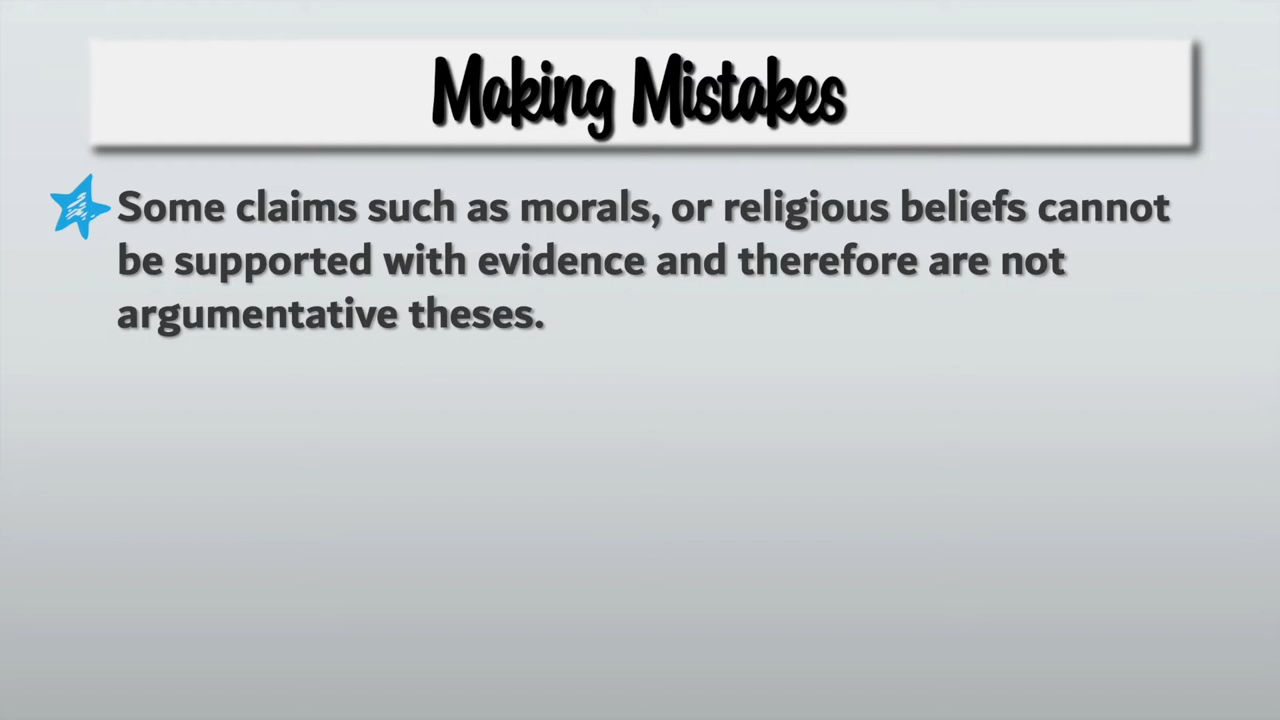 Making Mistakes
Some claims such as morals, or religious beliefs cannot
be supported with evidence and therefore are not
argumentative theses.